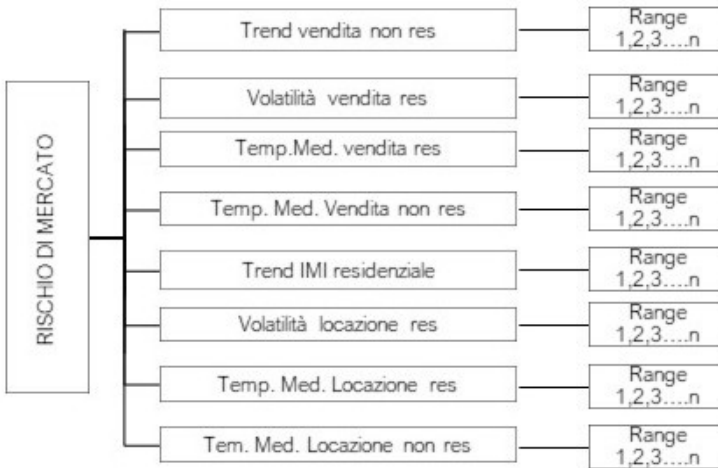 RISCHIO DI MERCATO
Trend vendita non res
Range
1,2,3....n
Volatilità vendita res
Range
1,2,3....n
Temp.Med. vendita res
Range
1,2,3....n
Temp. Med. Vendita non res
Range
1,2,3....n
Trend IMI residenziale
Range
1,2,3....n
Volatilità locazione res
Range
1,2,3....n
Temp. Med. Locazione res
Range
1,2,3....n
Tem. Med. Locazione non res
Range
1,2,3....n